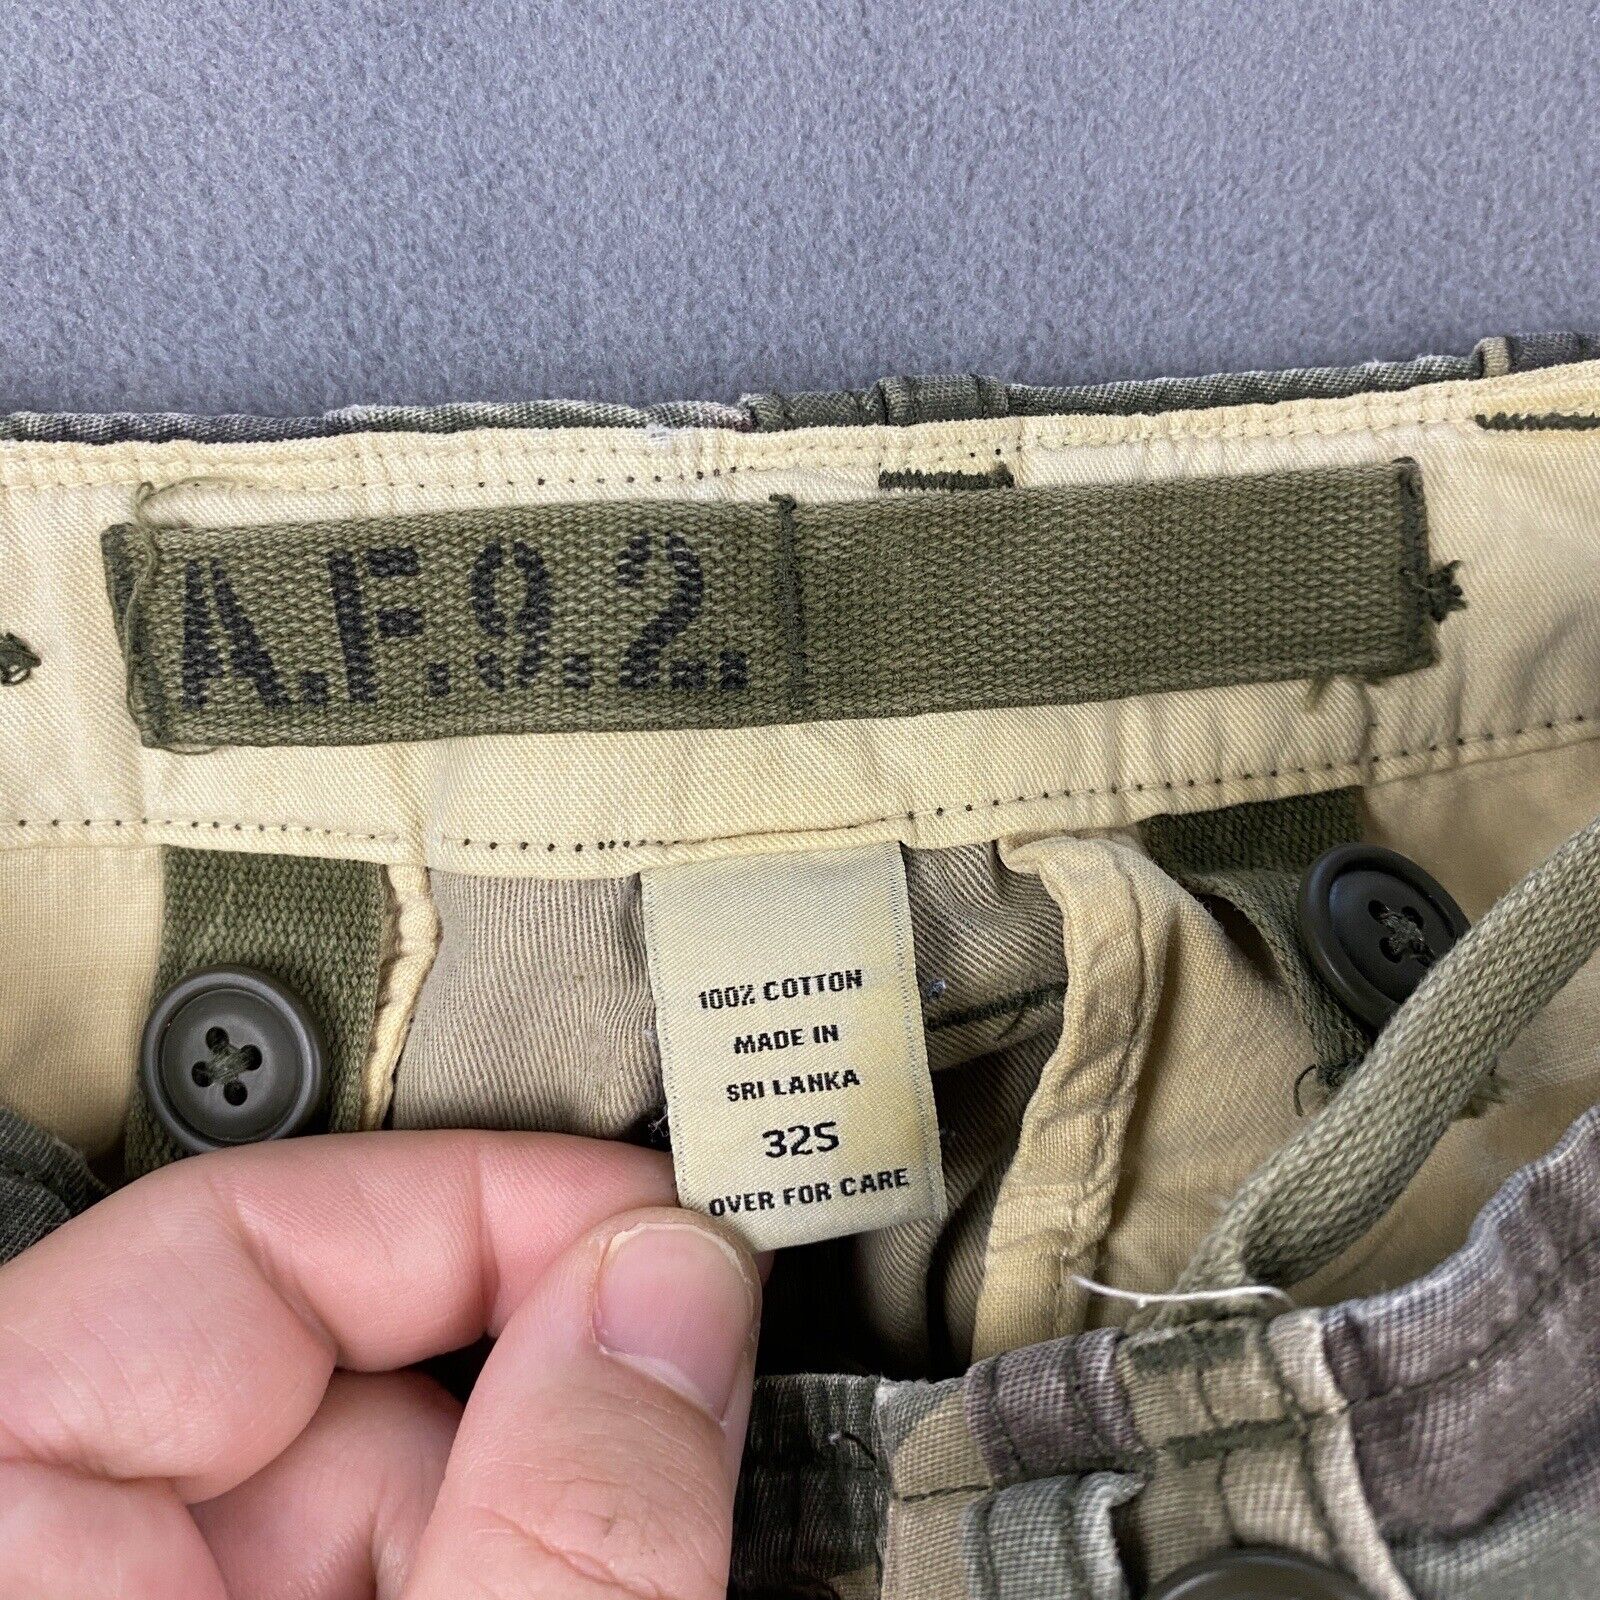 A.F.9.2.
100% COTTON
MADE IN
SRI LANKA
32S
OVER FOR CARE